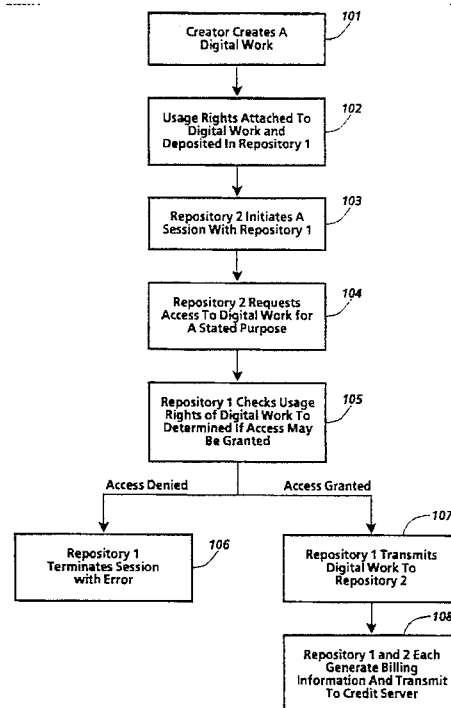 101
Creator Creates A
Digital Work
102
Usage Rights Attached To
Digital Work and
Deposited In Repository 1
103
Repository 2 Initiates A
Session With Repository 1
104
Repository 2 Requests
Access To Digital Work for
A Stated Purpose
105
Repository 1 Checks Usage
Rights of Digital Work To
Determined If Access May
Be Granted
Access Denied
Access Granted
106
Repository 1
Terminates Session
with Error
107
Repository 1 Transmits
Digital Work To
Repository 2
108
Repository 1 and 2 Each
Generate Billing
Information And Transmit
To Credit Server